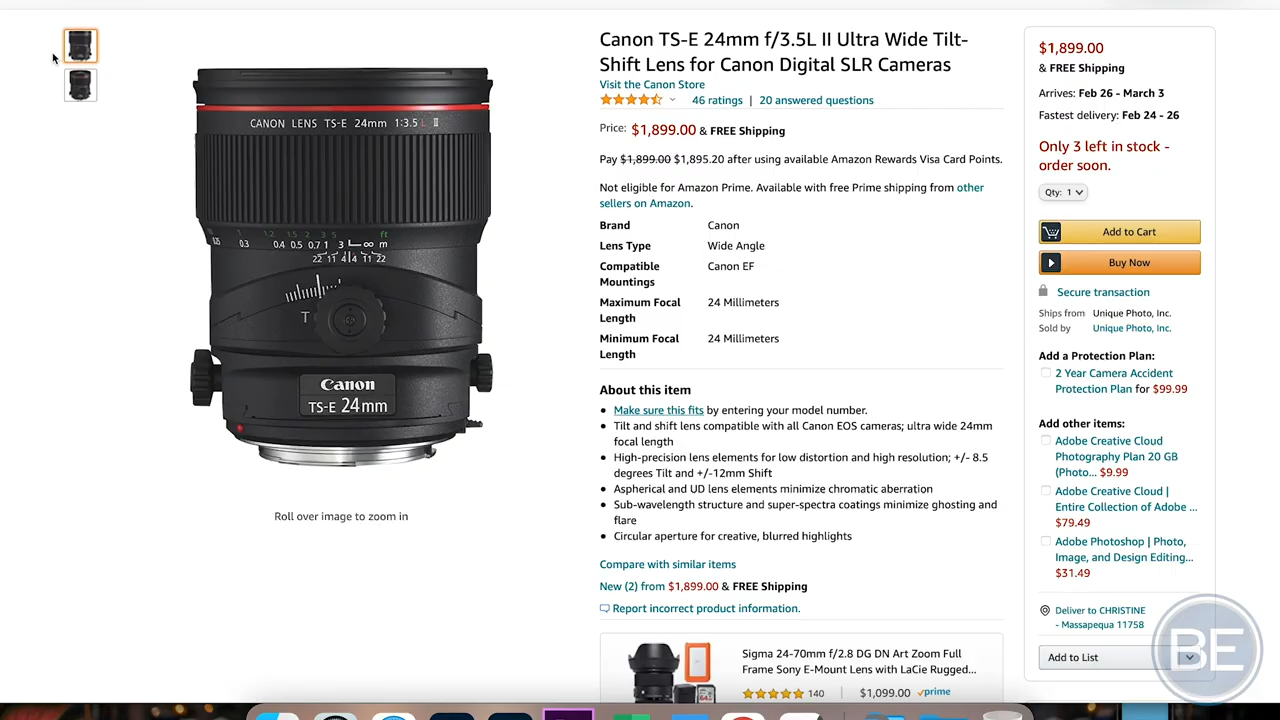 CANON LENS TS-E 24mm 1:3.5 L II
1 1.2 1.5 2 3 5 ft
0.3 0.4 0.5 0.7 1 3 ∞ m
22 11 4 4 11 22
T
Canon
TS-E 24mm
Roll over image to zoom in
Canon TS-E 24mm f/3.5L II Ultra Wide Tilt-
Shift Lens for Canon Digital SLR Cameras
Visit the Canon Store
46 ratings | 20 answered questions
Price: $1,899.00 & FREE Shipping
Pay $1,899.00 $1,895.20 after using available Amazon Rewards Visa Card Points.
Not eligible for Amazon Prime. Available with free Prime shipping from other
sellers on Amazon.
Brand Canon
Lens Type Wide Angle
Compatible Canon EF
Mountings
Maximum Focal 24 Millimeters
Length
Minimum Focal 24 Millimeters
Length
About this item
• Make sure this fits by entering your model number.
• Tilt and shift lens compatible with all Canon EOS cameras; ultra wide 24mm
focal length
• High-precision lens elements for low distortion and high resolution; +/- 8.5
degrees Tilt and +/-12mm Shift
• Aspherical and UD lens elements minimize chromatic aberration
• Sub-wavelength structure and super-spectra coatings minimize ghosting and
flare
• Circular aperture for creative, blurred highlights
Compare with similar items
New (2) from $1,899.00 & FREE Shipping
Report incorrect product information.
Sigma 24-70mm f/2.8 DG DN Art Zoom Full
Frame Sony E-Mount Lens with LaCie Rugged...
140 | $1,099.00 prime
$1,899.00
& FREE Shipping
Arrives: Feb 26 - March 3
Fastest delivery: Feb 24 - 26
Only 3 left in stock -
order soon.
Qty: 1
Add to Cart
Buy Now
Secure transaction
Ships from Unique Photo, Inc.
Sold by Unique Photo, Inc.
Add a Protection Plan:
2 Year Camera Accident
Protection Plan for $99.99
Add other items:
Adobe Creative Cloud
Photography Plan 20 GB
(Photo... $9.99
Adobe Creative Cloud |
Entire Collection of Adobe ...
$79.49
Adobe Photoshop | Photo,
Image, and Design Editing...
$31.49
Deliver to CHRISTINE
- Massapequa 11758
Add to List
BE